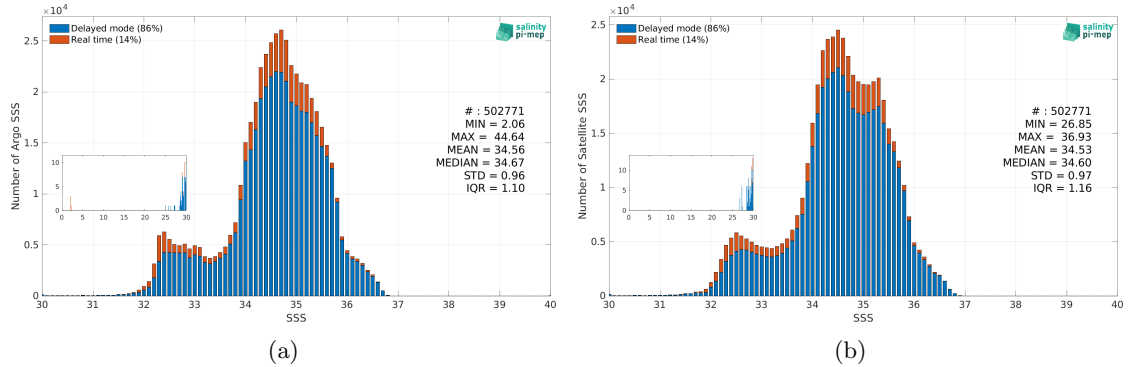 ×10⁴
Delayed mode (86%)
Real time (14%)
salinity
pi-mep
Number of Argo SSS
2.5
2
1.5
1
0.5
0
# : 502771
MIN = 2.06
MAX = 44.64
MEAN = 34.56
MEDIAN = 34.67
STD = 0.96
IQR = 1.10
10
5
0
0 5 10 15 20 25 30
30 31 32 33 34 35 36 37 38 39 40
SSS
(a)
×10⁴
Delayed mode (86%)
Real time (14%)
salinity
pi-mep
Number of Satellite SSS
2.5
2
1.5
1
0.5
0
# : 502771
MIN = 26.85
MAX = 36.93
MEAN = 34.53
MEDIAN = 34.60
STD = 0.97
IQR = 1.16
10
5
0
0 5 10 15 20 25 30
30 31 32 33 34 35 36 37 38 39 40
SSS
(b)